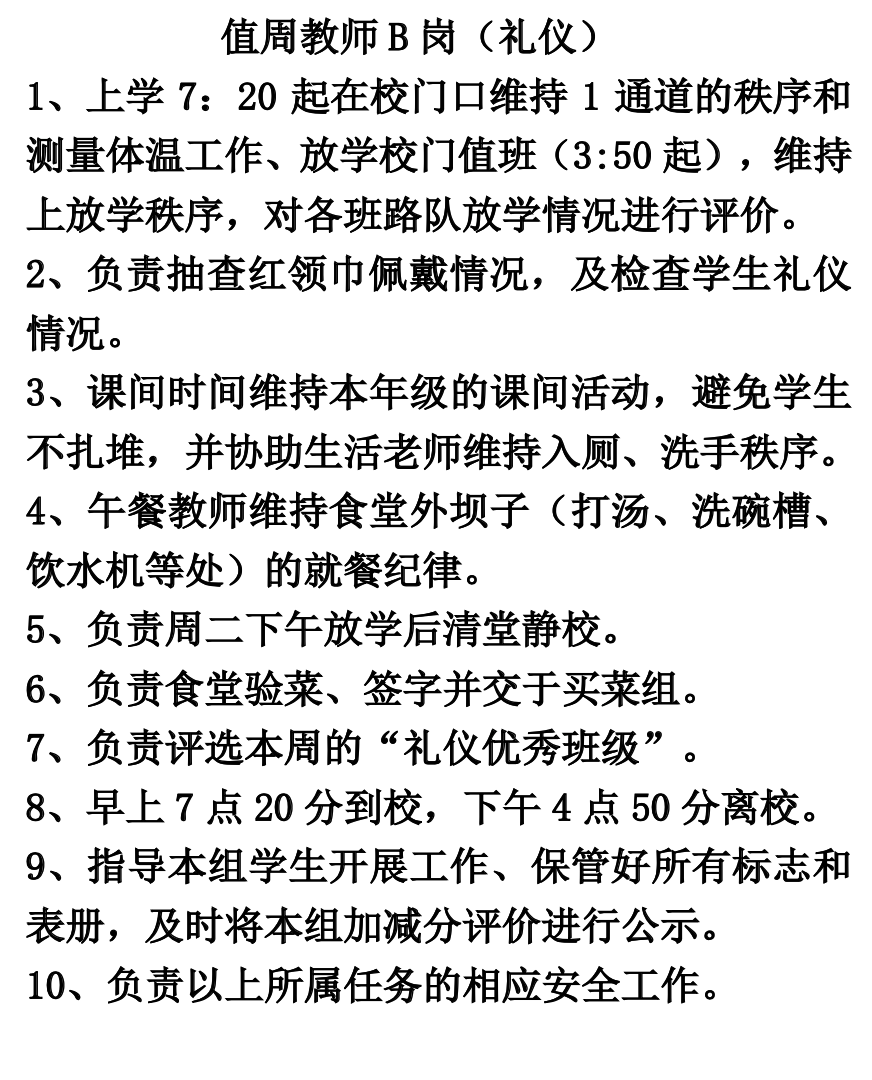 值周教师 B 岗（礼仪）
1、上学 7：20 起在校门口维持 1 通道的秩序和
测量体温工作、放学校门值班（3:50 起），维持
上放学秩序，对各班路队放学情况进行评价。
2、负责抽查红领巾佩戴情况，及检查学生礼仪
情况。
3、课间时间维持本年级的课间活动，避免学生
不扎堆，并协助生活老师维持入厕、洗手秩序。
4、午餐教师维持食堂外坝子（打汤、洗碗槽、
饮水机等处）的就餐纪律。
5、负责周二下午放学后清堂静校。
6、负责食堂验菜、签字并交于买菜组。
7、负责评选本周的“礼仪优秀班级”。
8、早上 7 点 20 分到校，下午 4 点 50 分离校。
9、指导本组学生开展工作、保管好所有标志和
表册，及时将本组加减分评价进行公示。
10、负责以上所属任务的相应安全工作。